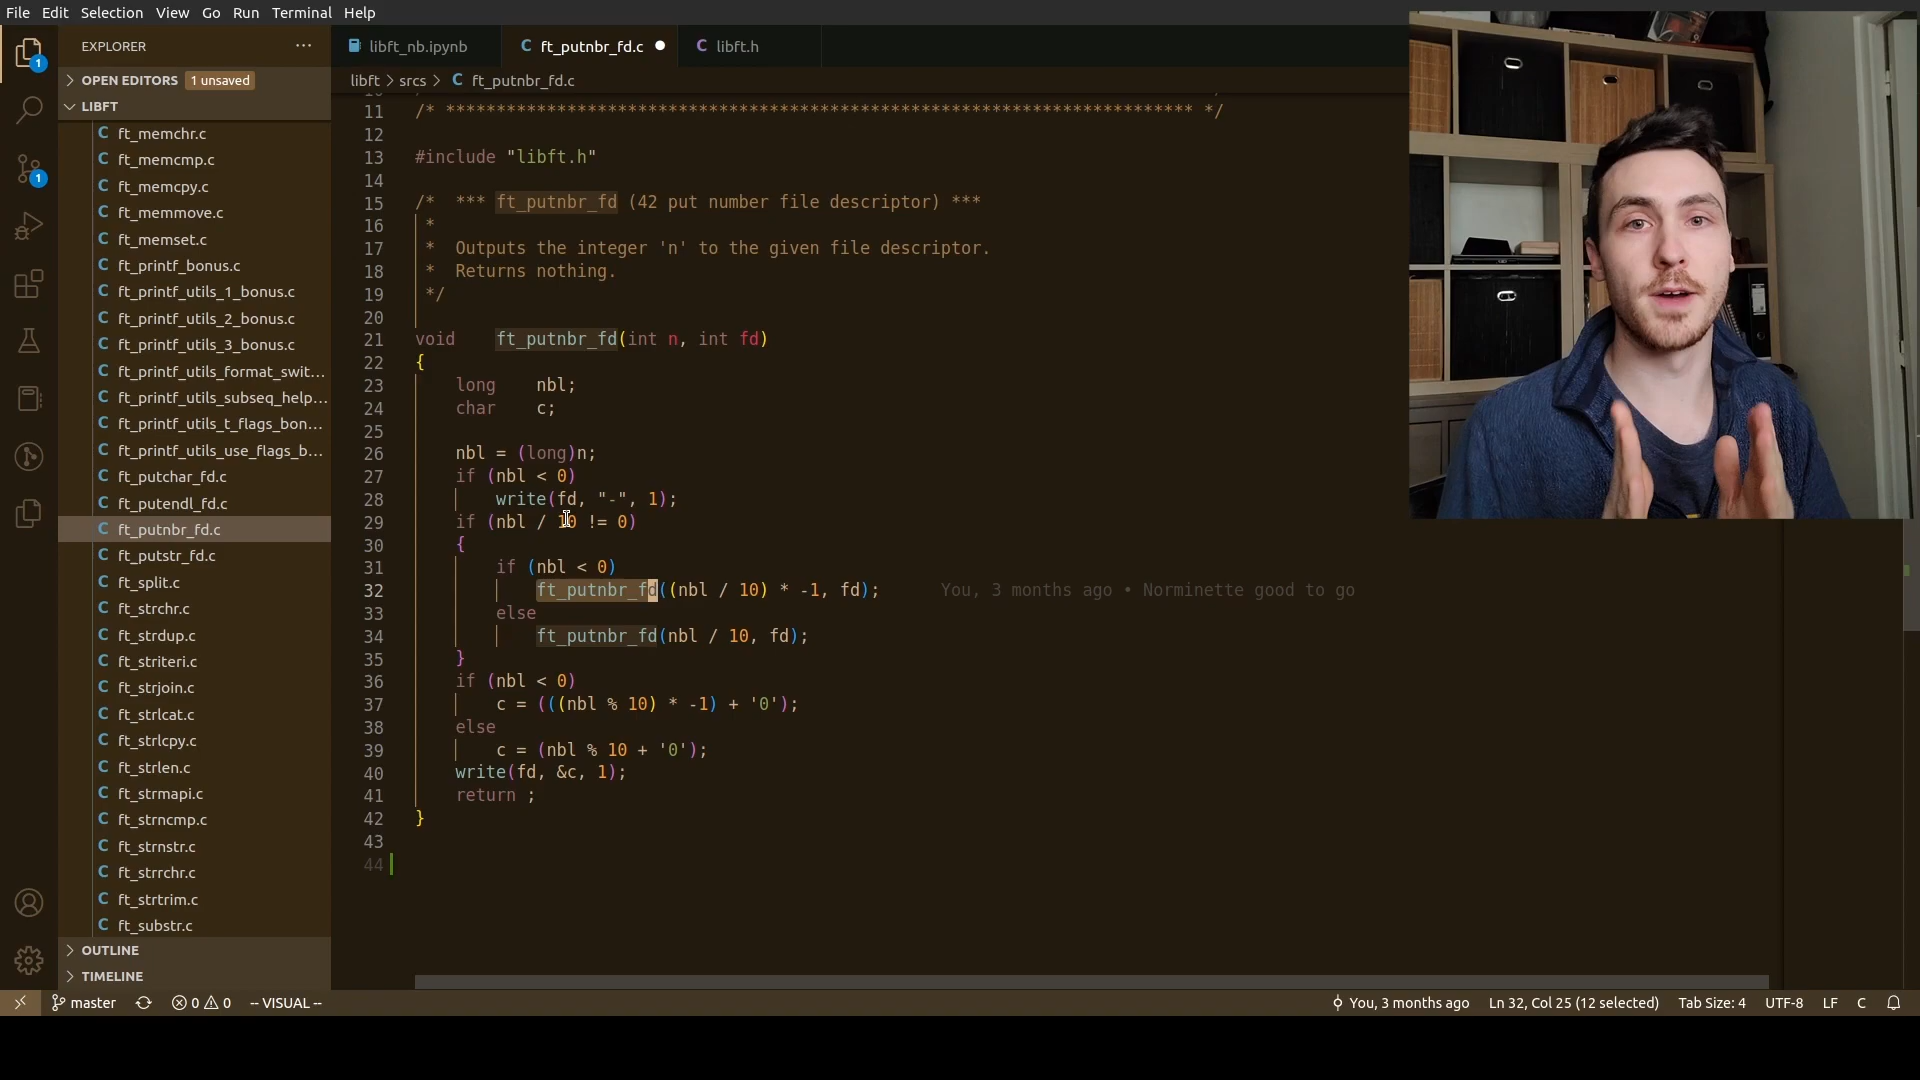 File Edit Selection View Go Run Terminal Help
EXPLORER ...
OPEN EDITORS 1 unsaved
LIBFT
ft_memchr.c
ft_memcmp.c
ft_memcpy.c
ft_memmove.c
ft_memset.c
ft_printf_bonus.c
ft_printf_utils_1_bonus.c
ft_printf_utils_2_bonus.c
ft_printf_utils_3_bonus.c
ft_printf_utils_format_swit...
ft_printf_utils_subseq_help...
ft_printf_utils_t_flags_bon...
ft_printf_utils_use_flags_b...
ft_putchar_fd.c
ft_putendl_fd.c
ft_putnbr_fd.c
ft_putstr_fd.c
ft_split.c
ft_strchr.c
ft_strdup.c
ft_striteri.c
ft_strjoin.c
ft_strlcat.c
ft_strlcpy.c
ft_strlen.c
ft_strmapi.c
ft_strncmp.c
ft_strnstr.c
ft_strrchr.c
ft_strtrim.c
ft_substr.c
OUTLINE
TIMELINE
1
1
libft_nb.ipynb C ft_putnbr_fd.c C libft.h
libft > srcs > C ft_putnbr_fd.c
11 /* ************************************************************************** */
12
13 #include "libft.h"
14
15 /* *** ft_putnbr_fd (42 put number file descriptor) ***
16 *
17 * Outputs the integer 'n' to the given file descriptor.
18 * Returns nothing.
19 */
20
21 void ft_putnbr_fd(int n, int fd)
22 {
23 long nbl;
24 char c;
25
26 nbl = (long)n;
27 if (nbl < 0)
28 write(fd, "-", 1);
29 if (nbl / 10 != 0)
30 {
31 if (nbl < 0)
32 ft_putnbr_fd((nbl / 10) * -1, fd); You, 3 months ago • Norminette good to go
33 else
34 ft_putnbr_fd(nbl / 10, fd);
35 }
36 if (nbl < 0)
37 c = (((nbl % 10) * -1) + '0');
38 else
39 c = (nbl % 10 + '0');
40 write(fd, &c, 1);
41 return ;
42 }
43
44
master 0 0 -- VISUAL -- You, 3 months ago Ln 32, Col 25 (12 selected) Tab Size: 4 UTF-8 LF C